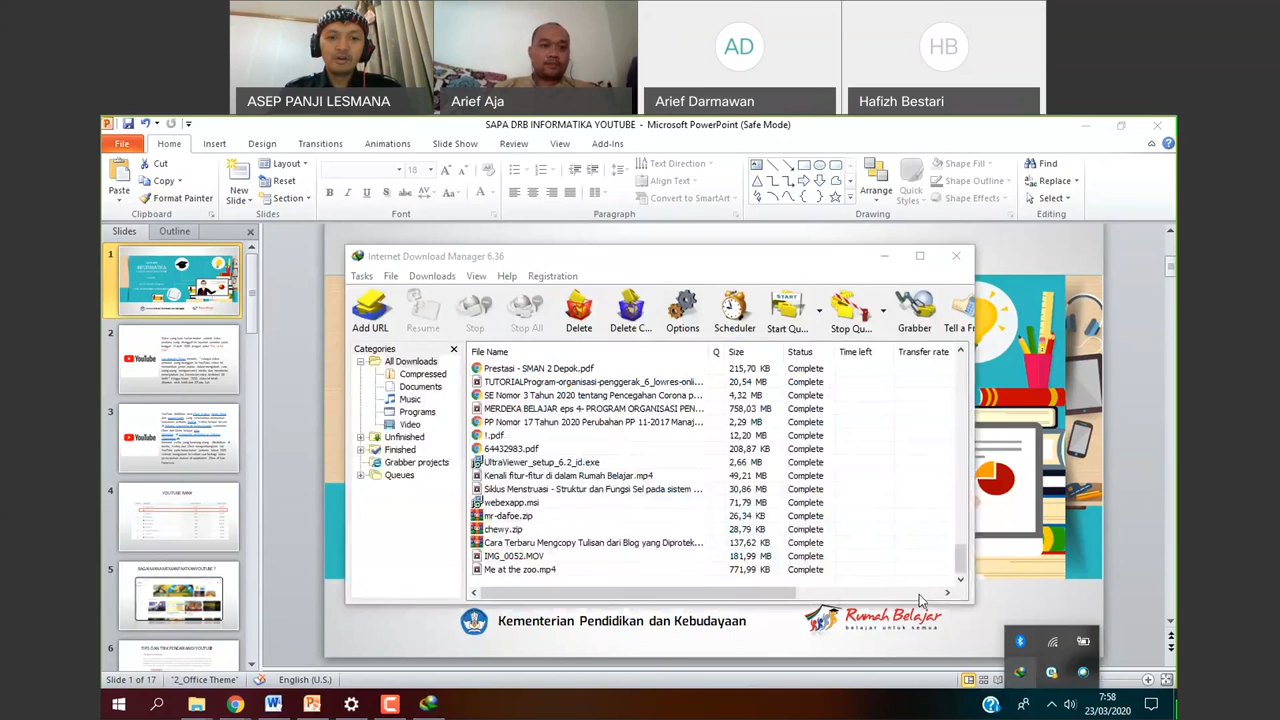 AD
HB
ASEP PANJI LESMANA
Arief Aja
Arief Darmawan
Hafizh Bestari
SAPA DRB INFORMATIKA YOUTUBE - Microsoft PowerPoint (Safe Mode)
File Home Insert Design Transitions Animations Slide Show Review View Add-Ins
Cut
Copy
Format Painter
Paste
Clipboard
New Slide
Layout
Reset
Section
Slides
18
Font
Paragraph
Text Direction
Align Text
Convert to SmartArt
Arrange
Quick Styles
Shape Fill
Shape Outline
Shape Effects
Drawing
Find
Replace
Select
Editing
Slides Outline
1
2
YouTube
3
YouTube
4
YOUTUBE RANK
5
6
Internet Download Manager 6.36
Tasks File Downloads View Help Registration
Add URL Resume Stop Stop All Delete Delete C... Options Scheduler Start Qu... Stop Qu... Grabber Tell a Fr
Categories
All Downloads
Compressed
Documents
Music
Programs
Video
Unfinished
Finished
Grabber projects
Queues
File Name Q Size Status Time left Transfer rate
Prestasi - SMAN 2 Depok.pdf 215,70 KB Complete
TUTORIALProgram-organisasi-penggerak_6_lowres-onli... 20,54 MB Complete
SE Nomor 3 Tahun 2020 tentang Pencegahan Corona p... 4,32 MB Complete
MERDEKA BELAJAR eps 4- PROGRAM ORGANISASI PEN... 758,03 MB Complete
PP Nomor 17 Tahun 2020 Perubahan PP 11-2017 Manaj... 2,29 MB Complete
!.pdf 12,20 MB Complete
64432983.pdf 208,87 KB Complete
UltraViewer_setup_6.2_id.exe 2,66 MB Complete
Kenali fitur-fitur di dalam Rumah Belajar.mp4 49,21 MB Complete
Siklus Menstruasi - Struktur dan Fungsi Sel pada sistem ... 30,86 MB Complete
webexapp.msi 71,79 MB Complete
mr-dafoe.zip 26,34 KB Complete
chewy.zip 28,79 KB Complete
Cara Terbaru Mengcopy Tulisan dari Blog yang Diprotek... 137,62 KB Complete
IMG_0052.MOV 181,99 MB Complete
Me at the zoo.mp4 771,99 KB Complete
Kementerian Pendidikan dan Kebudayaan
Rumah Belajar
belajar untuk semua
Slide 1 of 17 "2_Office Theme" English (U.S.)
7:58
23/03/2020